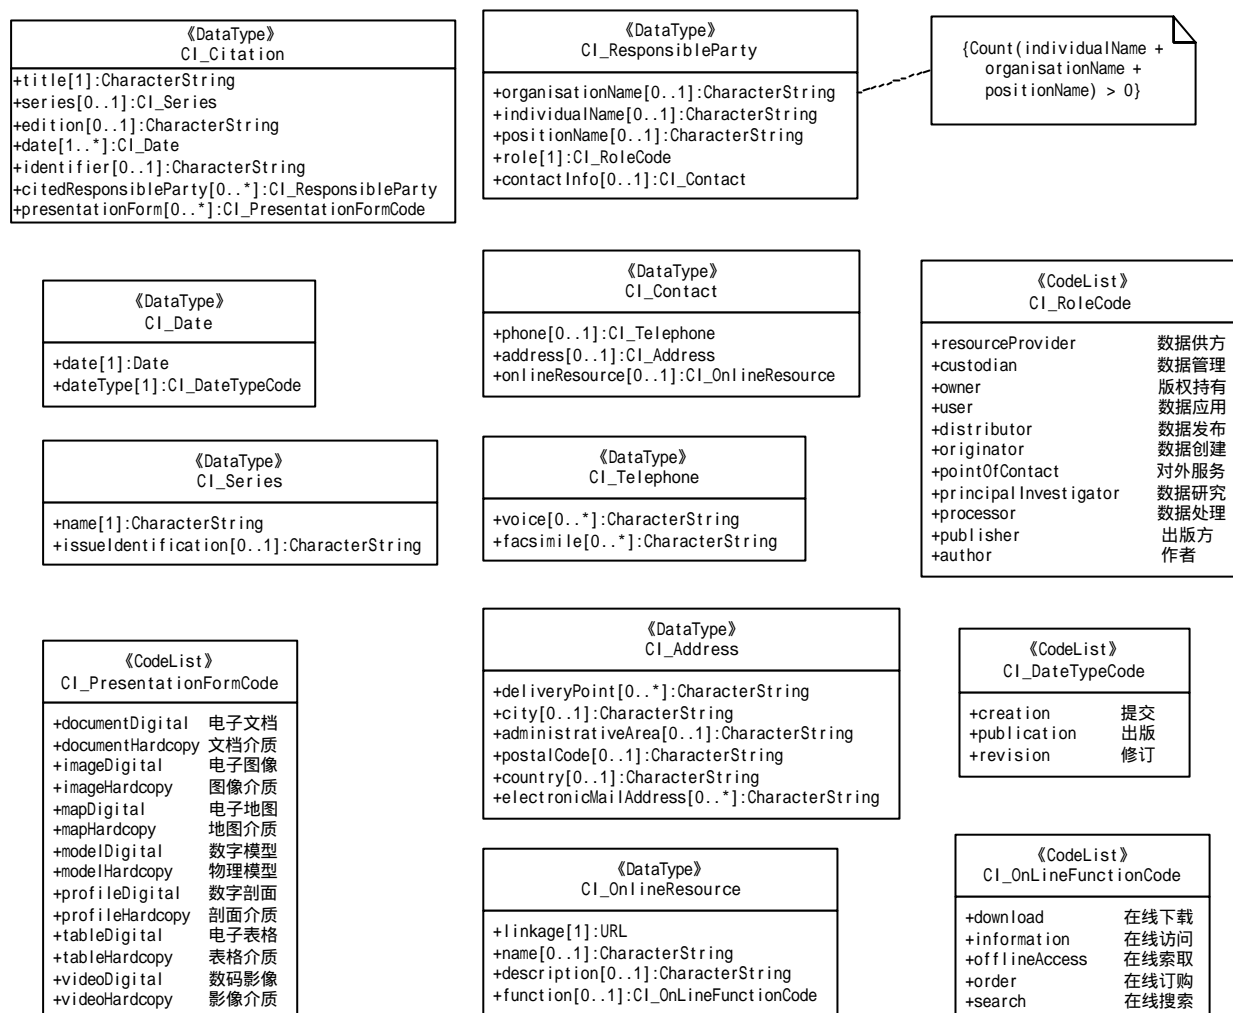 《DataType》
CI_Citation
+title[1]:CharacterString
+series[0..1]:CI_Series
+edition[0..1]:CharacterString
+date[1..*]:CI_Date
+identifier[0..1]:CharacterString
+citedResponsibleParty[0..*]:CI_ResponsibleParty
+presentationForm[0..*]:CI_PresentationFormCode
《DataType》
CI_ResponsibleParty
+organisationName[0..1]:CharacterString
+individualName[0..1]:CharacterString
+positionName[0..1]:CharacterString
+role[1]:CI_RoleCode
+contactInfo[0..1]:CI_Contact
{Count(individualName +
organisationName +
positionName) > 0}
《DataType》
CI_Date
+date[1]:Date
+dateType[1]:CI_DateTypeCode
《DataType》
CI_Contact
+phone[0..1]:CI_Telephone
+address[0..1]:CI_Address
+onlineResource[0..1]:CI_OnlineResource
《CodeList》
CI_RoleCode
+resourceProvider 数据供方
+custodian 数据管理
+owner 版权持有
+user 数据应用
+distributor 数据发布
+originator 数据创建
+pointOfContact 对外服务
+principalInvestigator 数据研究
+processor 数据处理
+publisher 出版方
+author 作者
《DataType》
CI_Series
+name[1]:CharacterString
+issueIdentification[0..1]:CharacterString
《DataType》
CI_Telephone
+voice[0..*]:CharacterString
+facsimile[0..*]:CharacterString
《CodeList》
CI_PresentationFormCode
+documentDigital 电子文档
+documentHardcopy 文档介质
+imageDigital 电子图像
+imageHardcopy 图像介质
+mapDigital 电子地图
+mapHardcopy 地图介质
+modelDigital 数字模型
+modelHardcopy 物理模型
+profileDigital 数字剖面
+profileHardcopy 剖面介质
+tableDigital 电子表格
+tableHardcopy 表格介质
+videoDigital 数码影像
+videoHardcopy 影像介质
《DataType》
CI_Address
+deliveryPoint[0..*]:CharacterString
+city[0..1]:CharacterString
+administrativeArea[0..1]:CharacterString
+postalCode[0..1]:CharacterString
+country[0..1]:CharacterString
+electronicMailAddress[0..*]:CharacterString
《CodeList》
CI_DateTypeCode
+creation 提交
+publication 出版
+revision 修订
《DataType》
CI_OnlineResource
+linkage[1]:URL
+name[0..1]:CharacterString
+description[0..1]:CharacterString
+function[0..1]:CI_OnLineFunctionCode
《CodeList》
CI_OnLineFunctionCode
+download 在线下载
+information 在线访问
+offlineAccess 在线索取
+order 在线订购
+search 在线搜索